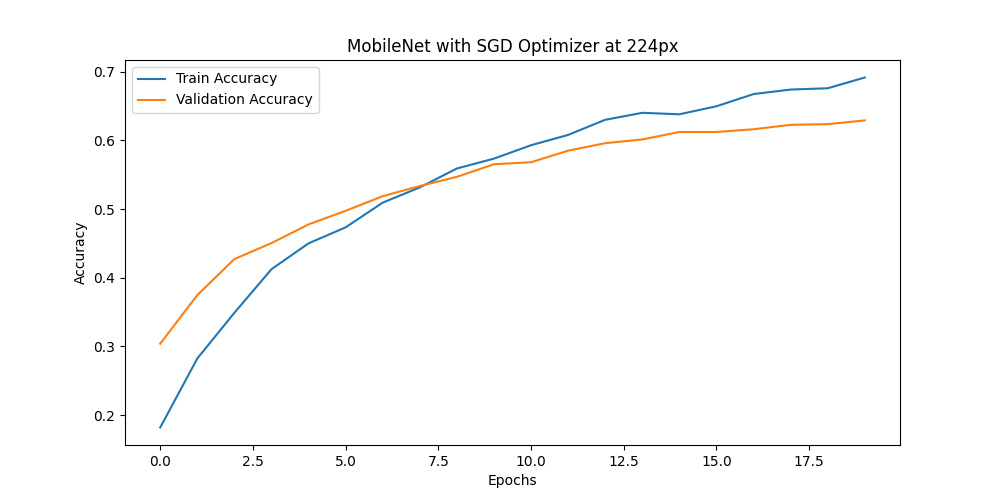 MobileNet with SGD Optimizer at 224px
Train Accuracy
Validation Accuracy
Accuracy
0.7
0.6
0.5
0.4
0.3
0.2
0.0 2.5 5.0 7.5 10.0 12.5 15.0 17.5
Epochs